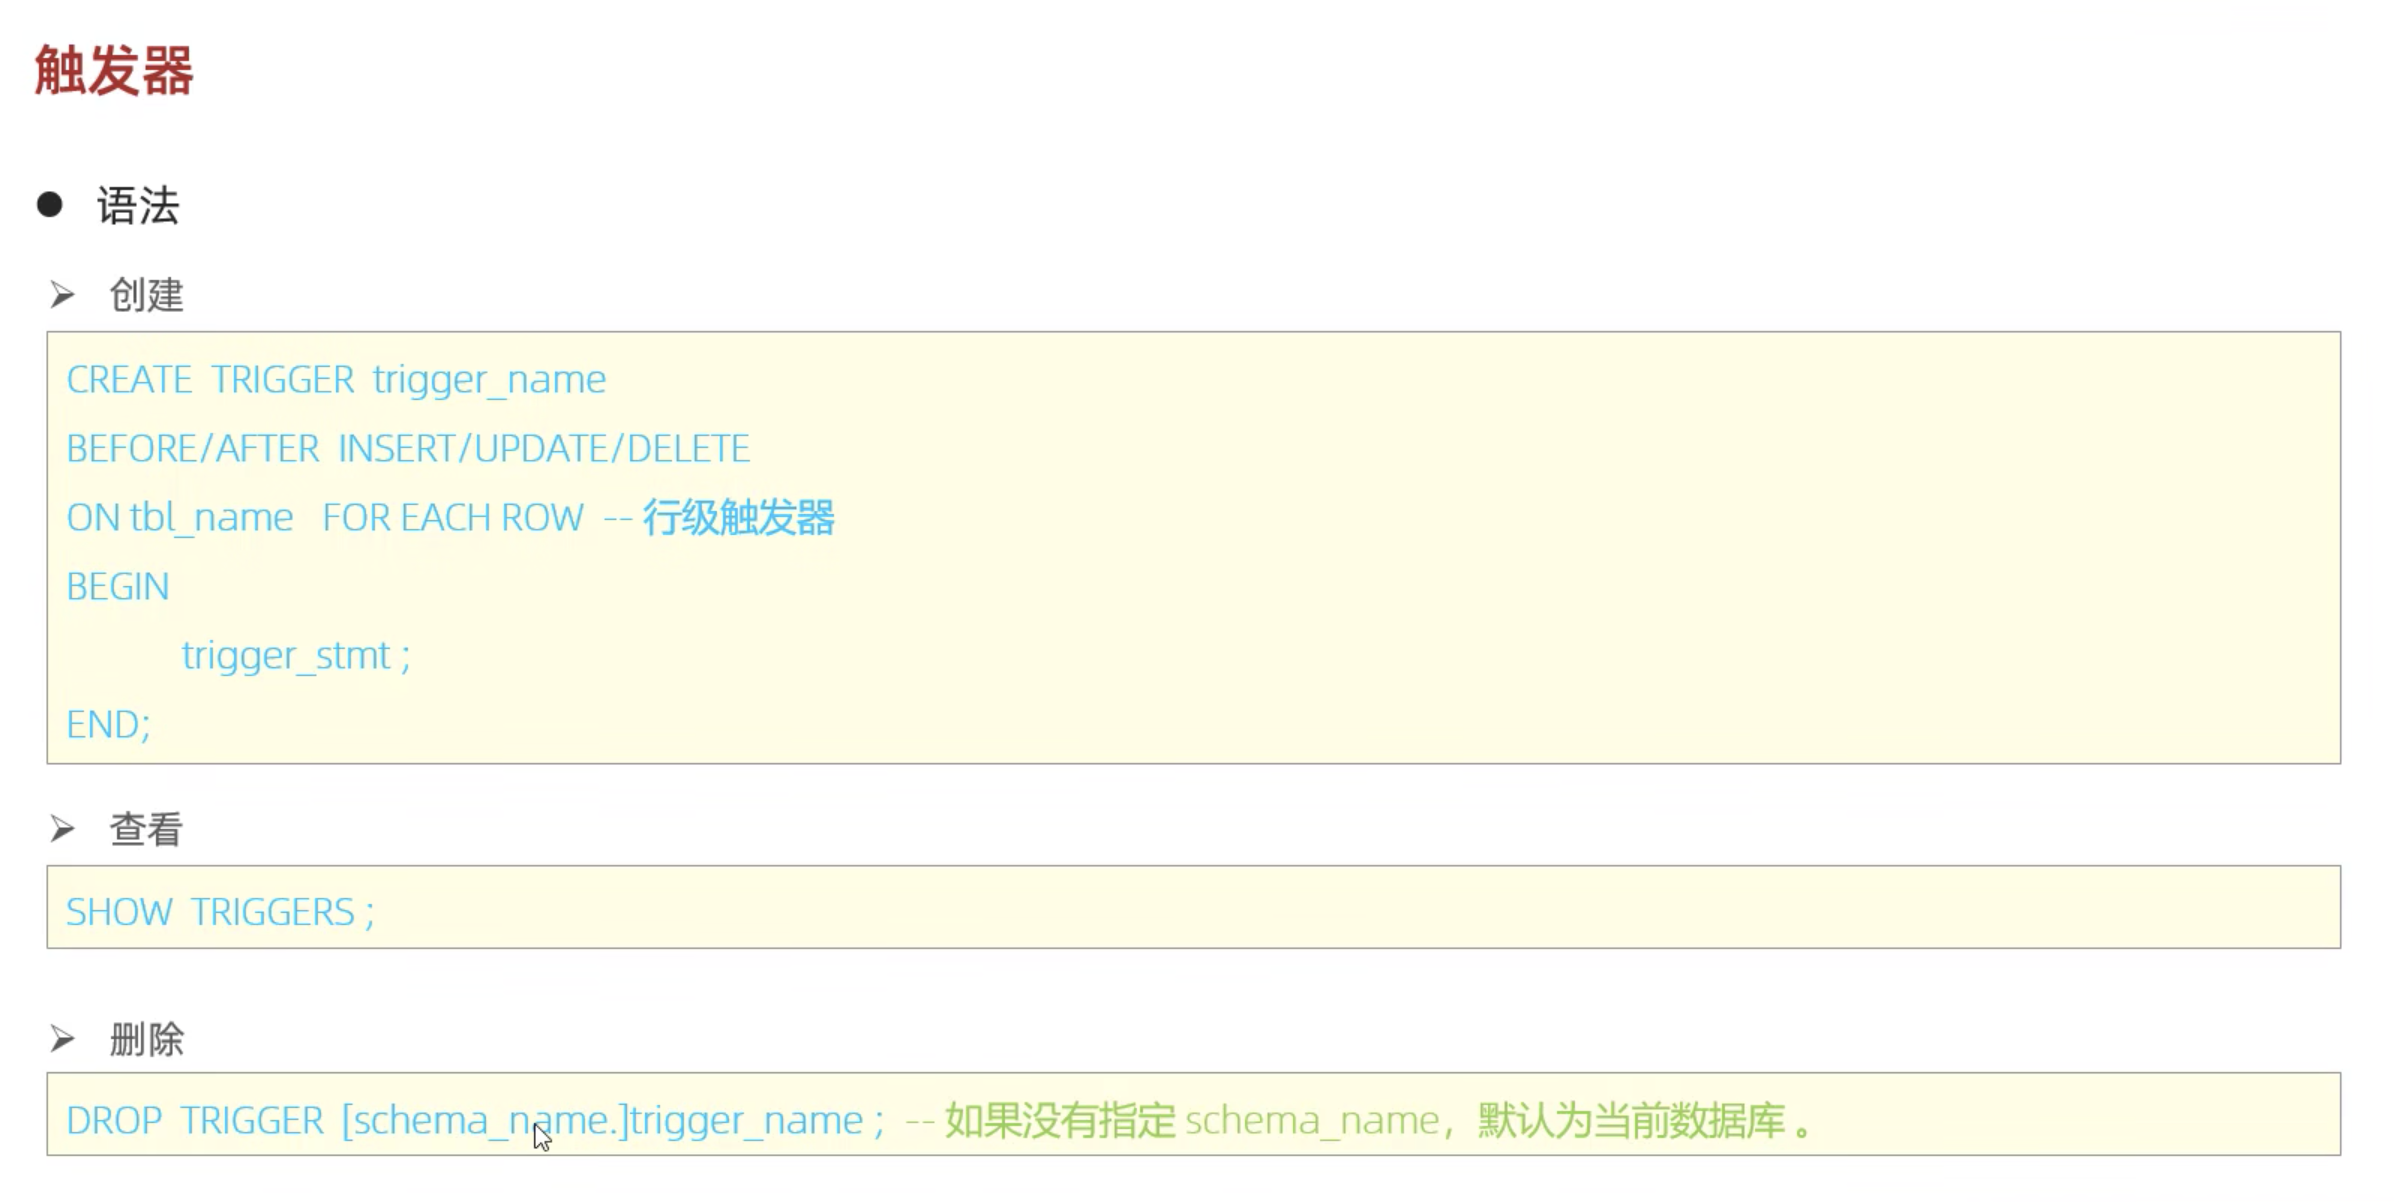 触发器
● 语法
➢ 创建
CREATE TRIGGER trigger_name
BEFORE/AFTER INSERT/UPDATE/DELETE
ON tbl_name FOR EACH ROW -- 行级触发器
BEGIN
trigger_stmt ;
END;
➢ 查看
SHOW TRIGGERS ;
➢ 删除
DROP TRIGGER [schema_name.]trigger_name ; -- 如果没有指定 schema_name，默认为当前数据库 。